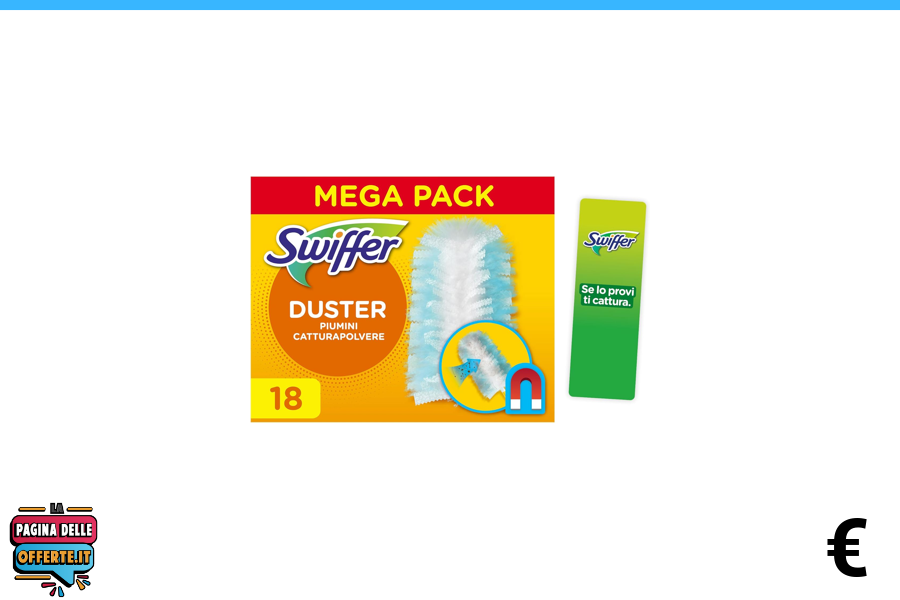 MEGA PACK
Swiffer
DUSTER
PIUMINI
CATTURAPOLVERE
18
Swiffer
Se lo provi
ti cattura.
LA
PAGINA DELLE
OFFERTE.IT
€